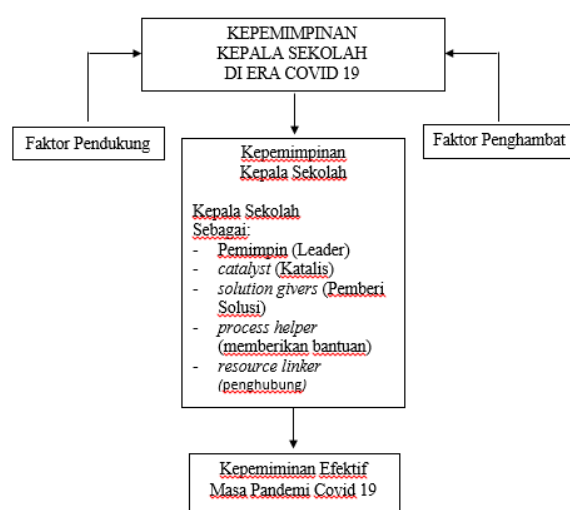 KEPEMIMPINAN
KEPALA SEKOLAH
DI ERA COVID 19
Faktor Pendukung
Faktor Penghambat
Kepemimpinan
Kepala Sekolah
Kepala Sekolah
Sebagai:
- Pemimpin (Leader)
- catalyst (Katalis)
- solution givers (Pemberi
Solusi)
- process helper
(memberikan bantuan)
- resource linker
(penghubung)
Kepemiminan Efektif
Masa Pandemi Covid 19